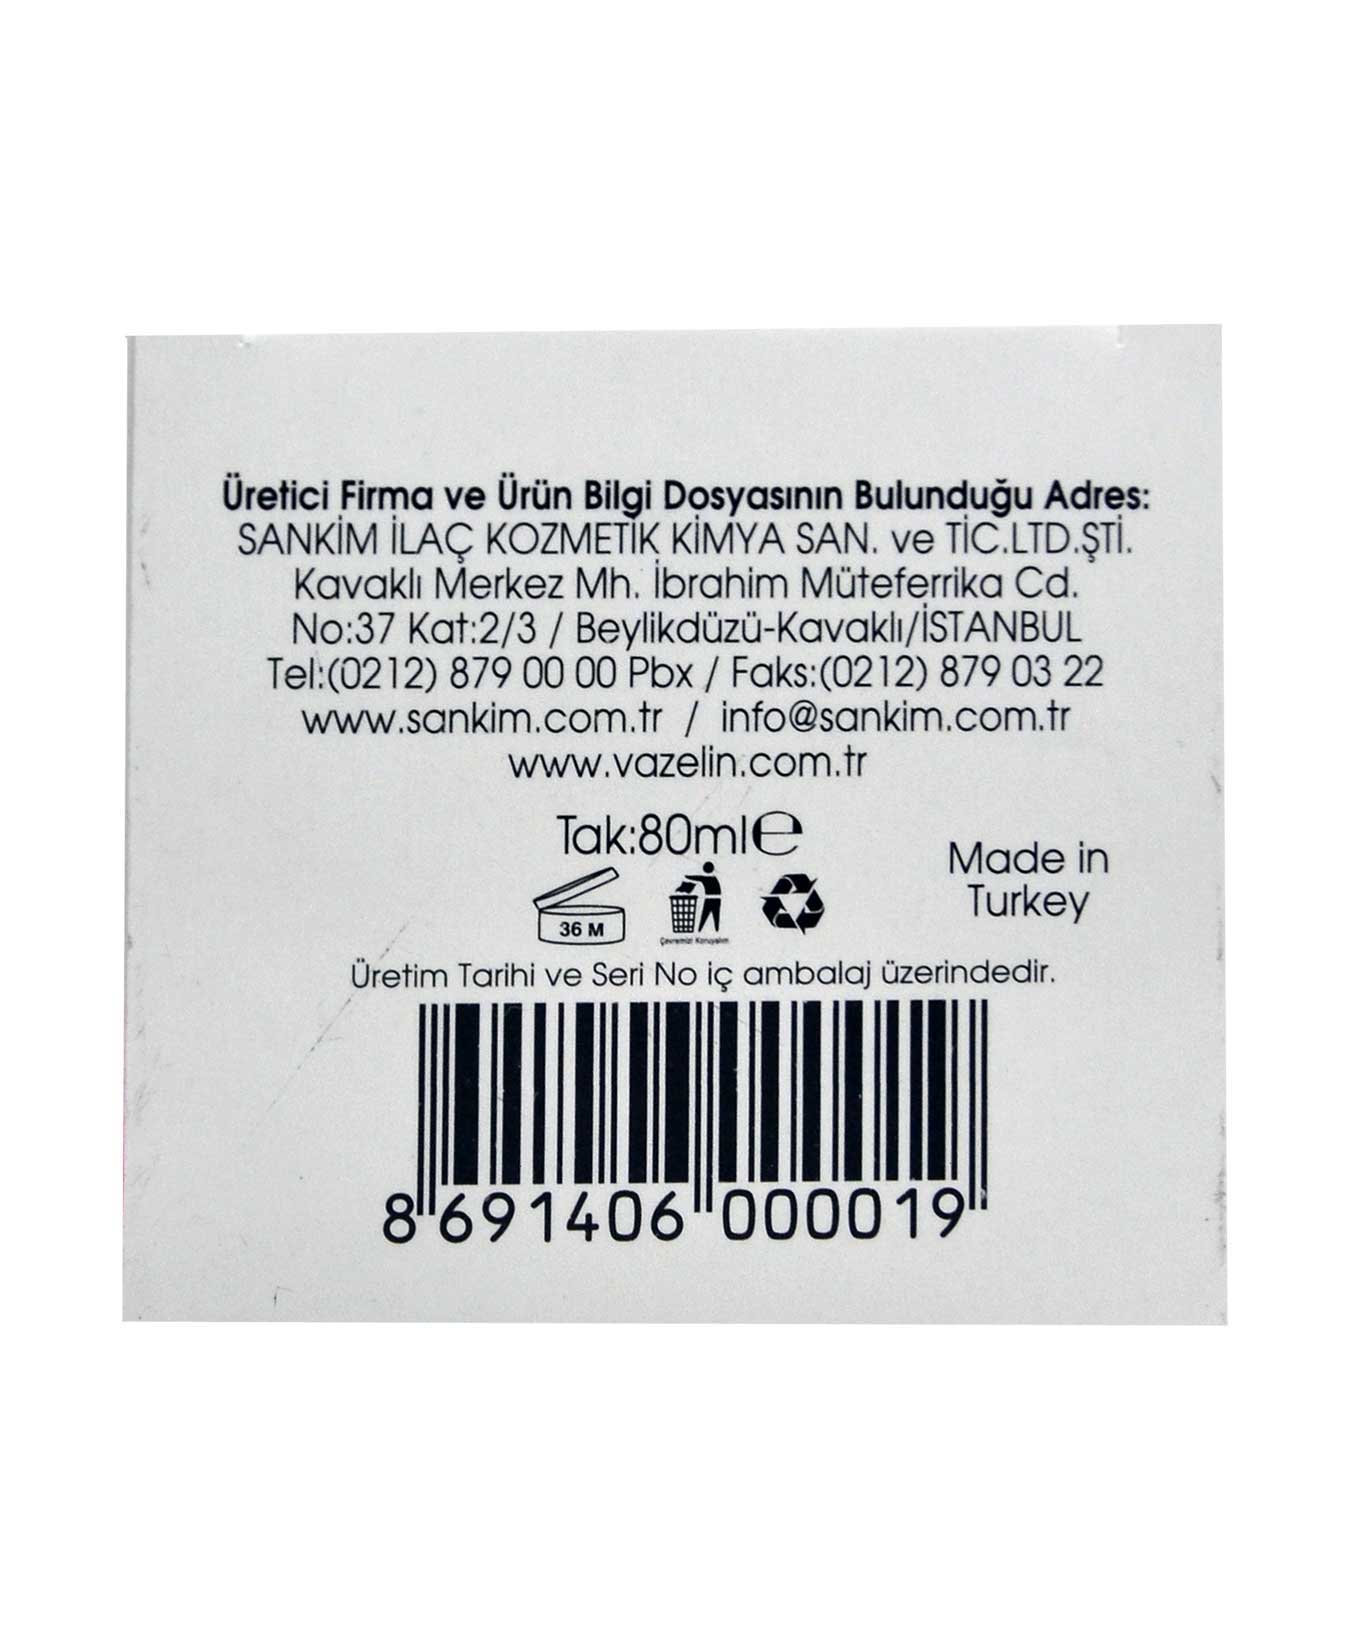 Üretici Firma ve Ürün Bilgi Dosyasının Bulunduğu Adres:
SANKİM İLAÇ KOZMETİK KİMYA SAN. ve TİC.LTD.ŞTİ.
Kavaklı Merkez Mh. İbrahim Müteferrika Cd.
No:37 Kat:2/3 / Beylikdüzü-Kavaklı/İSTANBUL
Tel:(0212) 879 00 00 Pbx / Faks:(0212) 879 03 22
www.sankim.com.tr / info@sankim.com.tr
www.vazelin.com.tr
Tak:80ml℮
Made in
Turkey
36 M
Çevremizi Koruyalım
Üretim Tarihi ve Seri No iç ambalaj üzerindedir.
8 691406 000019